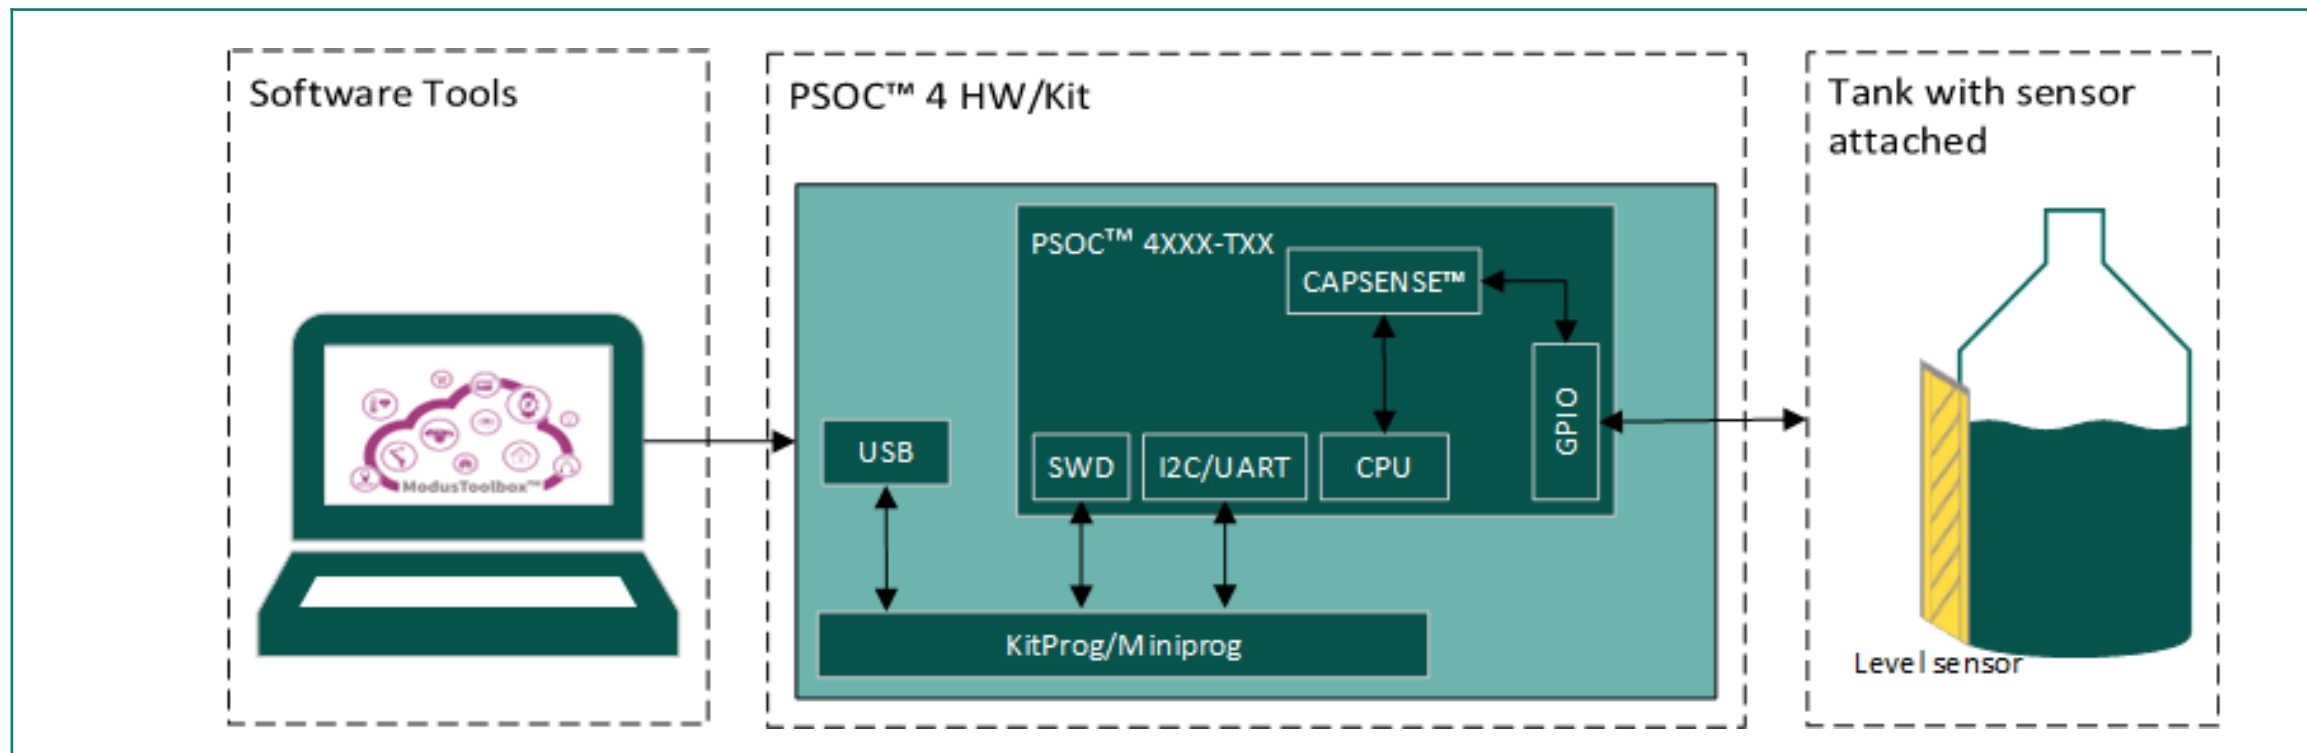 Software Tools
ModusToolbox™
PSOC™ 4 HW/Kit
PSOC™ 4XXX-TXX
CAPSENSE™
GPIO
USB
SWD
I2C/UART
CPU
KitProg/Miniprog
Tank with sensor
attached
Level sensor